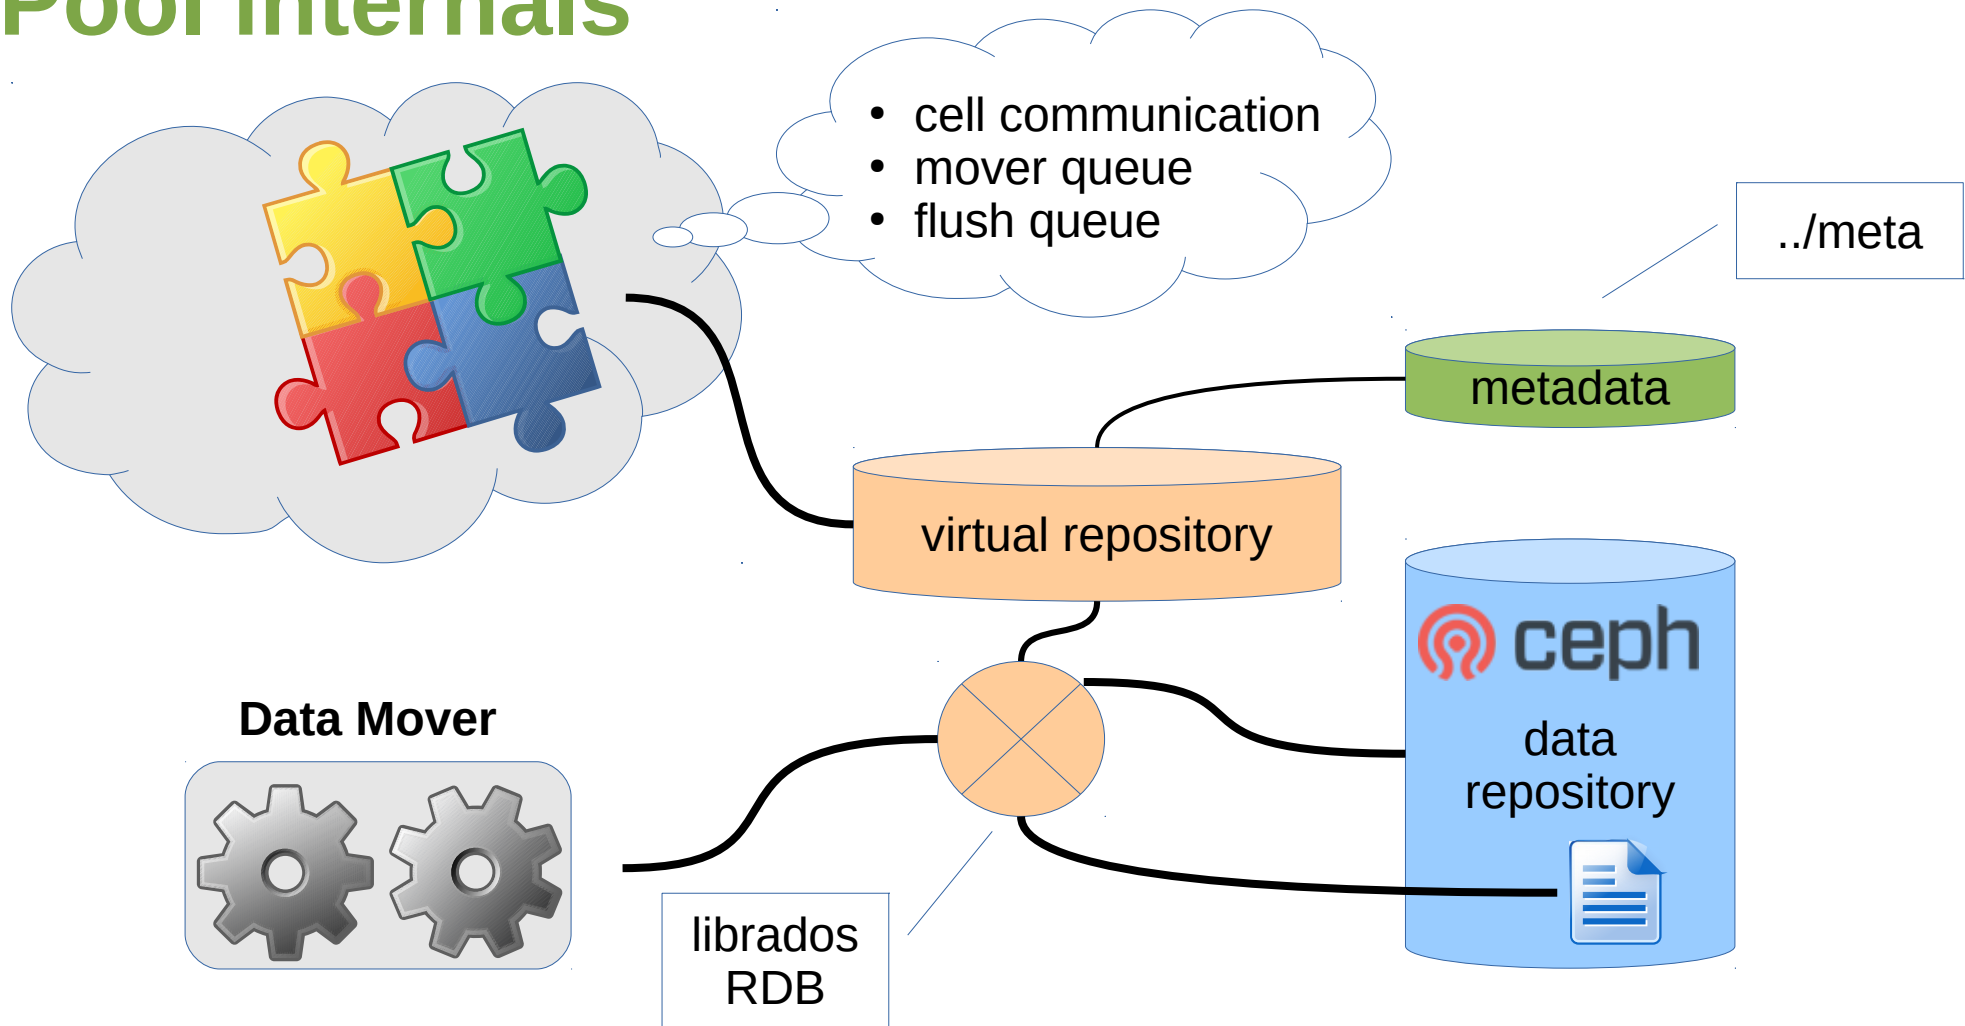 Pool internals
• cell communication
• mover queue
• flush queue
../meta
metadata
virtual repository
ceph
data
repository
Data Mover
librados
RDB